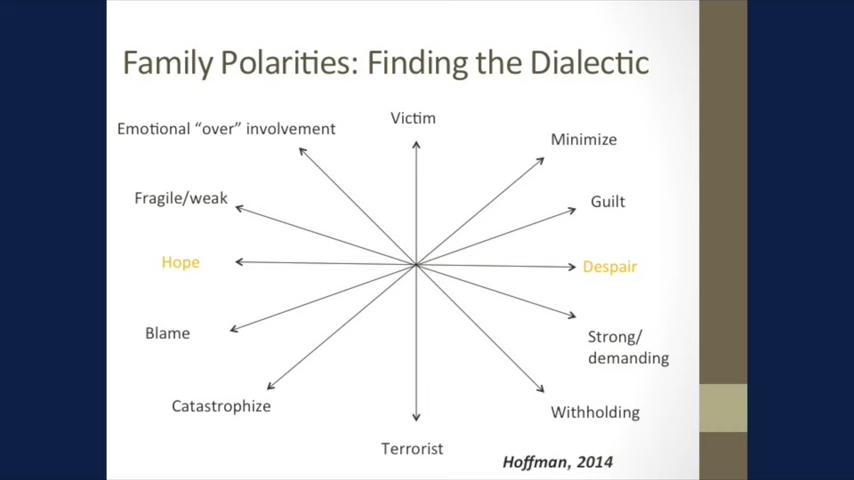 Family Polarities: Finding the Dialectic
Victim
Emotional “over” involvement
Minimize
Fragile/weak
Guilt
Hope
Despair
Blame
Strong/
demanding
Catastrophize
Withholding
Terrorist
Hoffman, 2014